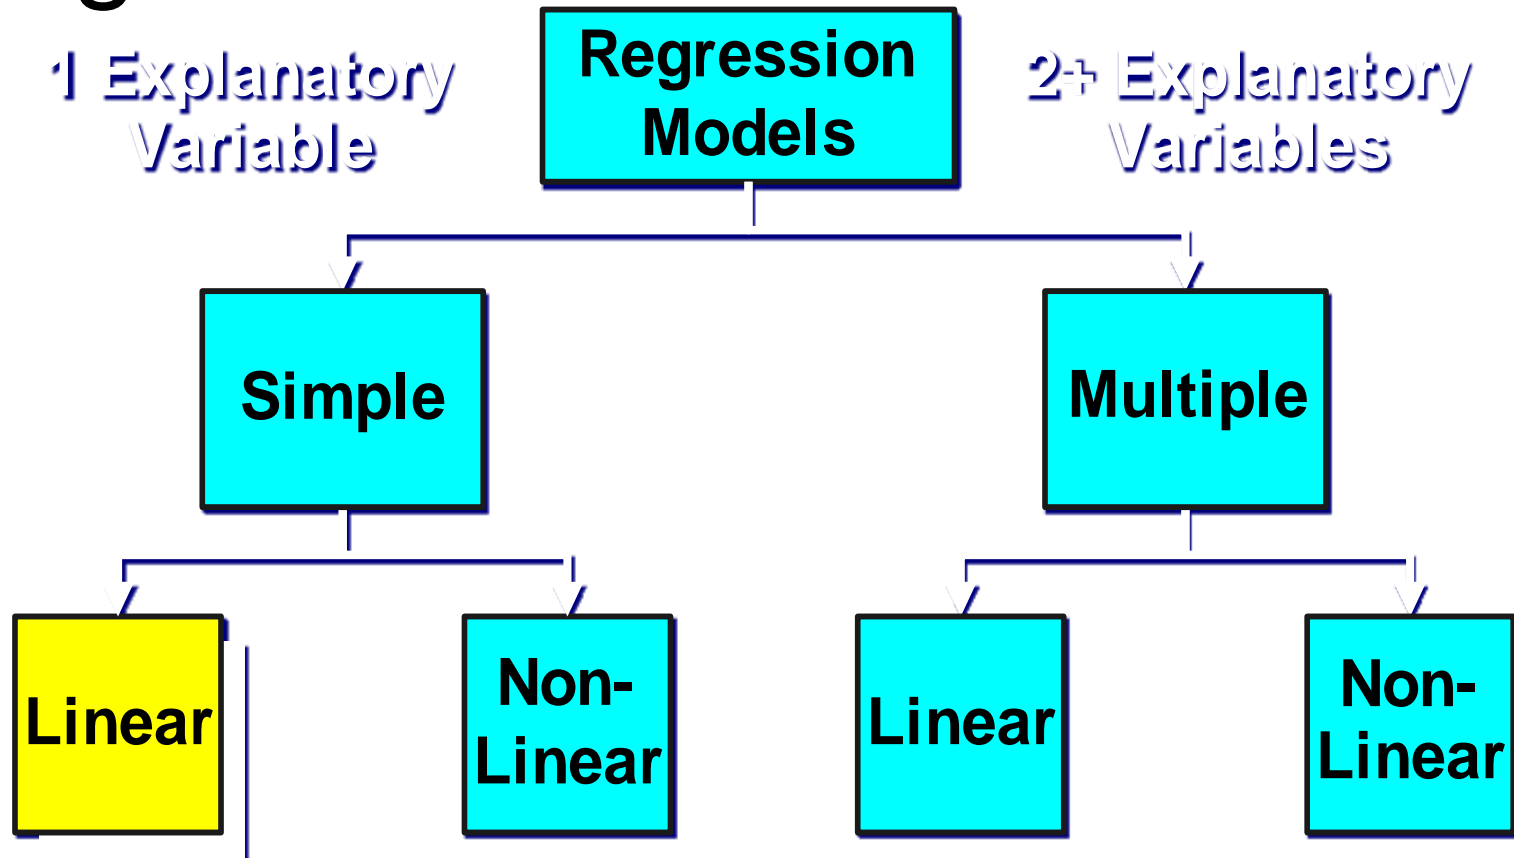 1 Explanatory
Variable
Regression
Models
2+ Explanatory
Variables
Simple
Multiple
Linear
Non-
Linear
Linear
Non-
Linear